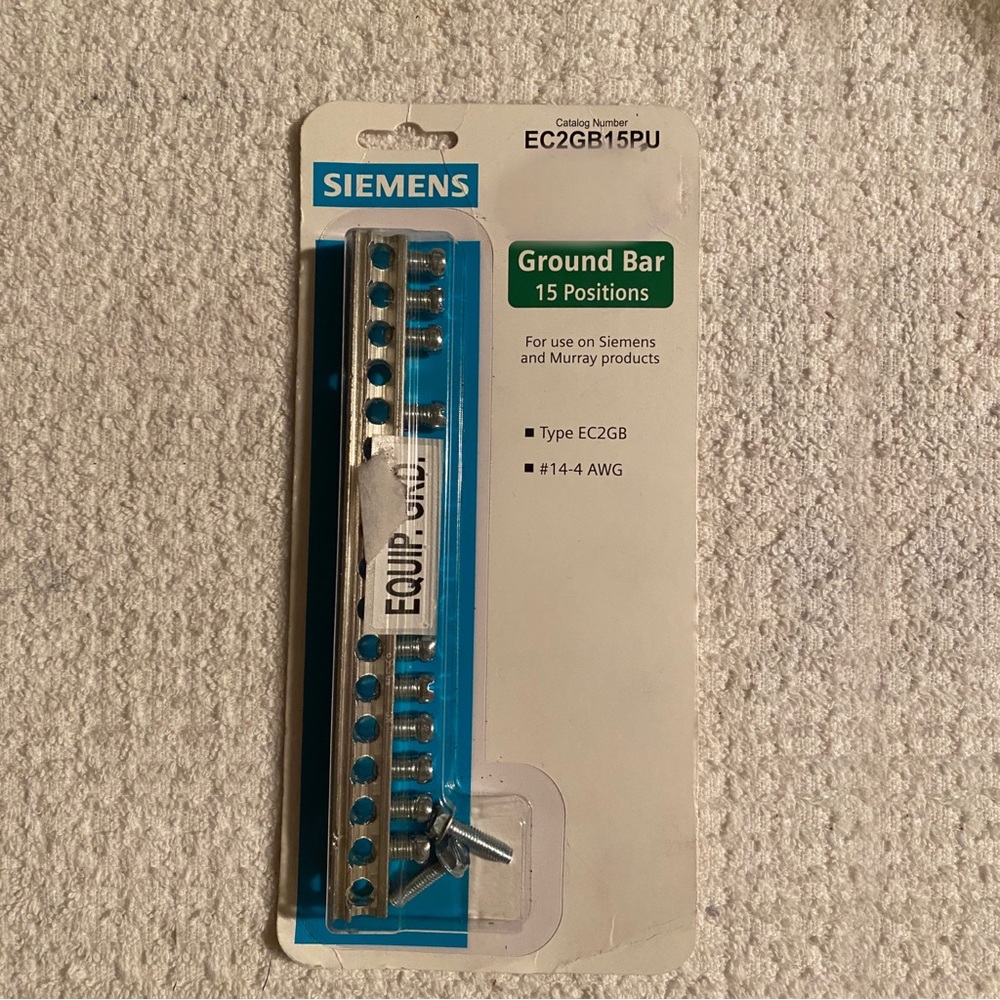 Catalog Number
EC2GB15PU
SIEMENS
Ground Bar
15 Positions
For use on Siemens
and Murray products
■ Type EC2GB
■ #14-4 AWG
EQUIP. GRD.